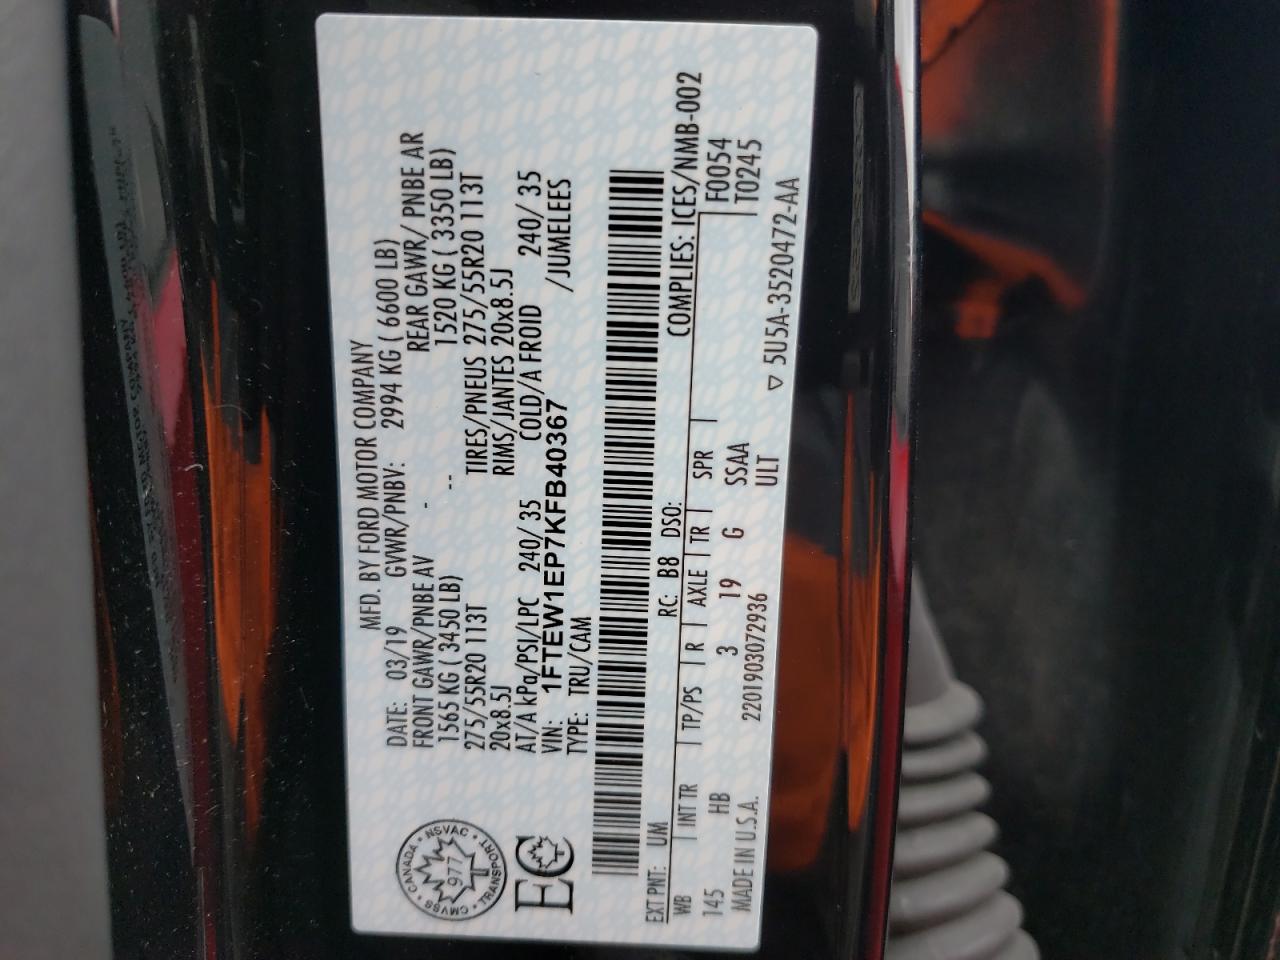 MFD. BY FORD MOTOR COMPANY
DATE: 03/19 GVWR/PNBV: 2994 KG ( 6600 LB)
FRONT GAWR/PNBE AV - REAR GAWR/ PNBE AR
1565 KG ( 3450 LB) -- 1520 KG ( 3350 LB)
275/55R20 113T TIRES/PNEUS 275/55R20 113T
20x8.5J RIMS/JANTES 20x8.5J
AT/A kPa/PSI/LPC 240/ 35 COLD/A FROID 240/ 35
VIN: 1FTEW1EP7KFB40367 /JUMELEES
TYPE: TRU/CAM
CANADA · NSVAC · TRANSPORT · CMVSS ·
977
T
EC
EXT PNT: UM RC: B8 DSO: COMPLIES: ICES/NMB-002
WB | INT TR | TP/PS | R | AXLE | TR | SPR | F0054
145 HB 3 19 G SSAA T0245
MADE IN U.S.A. 2201903072936 ULT
▽ 5U5A-3520472-AA